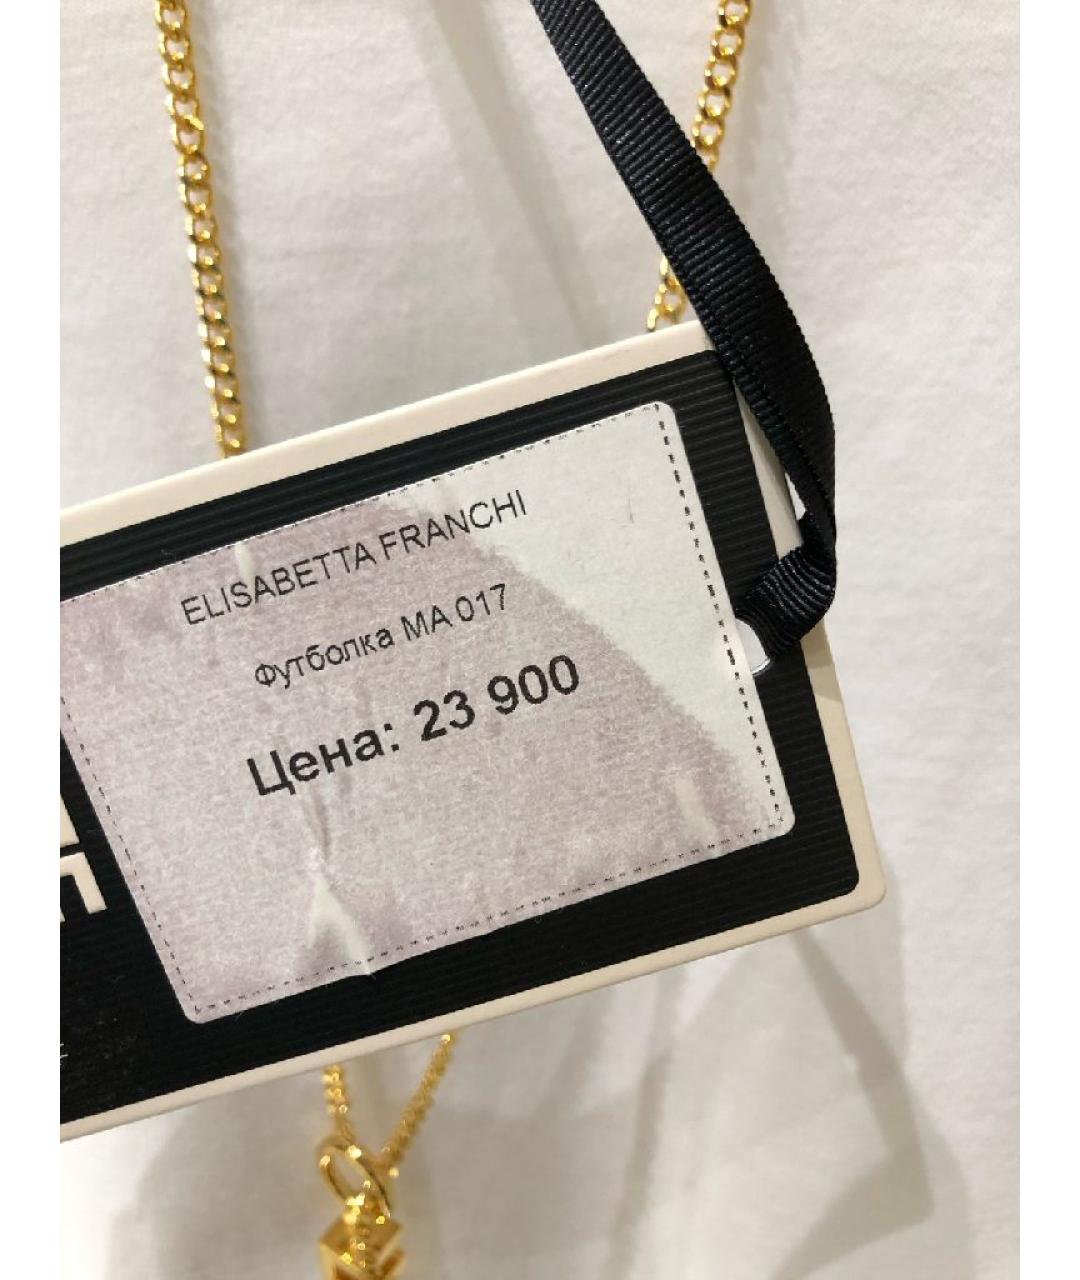 ELISABETTA FRANCHI
Футболка MA 017
Цена: 23 900